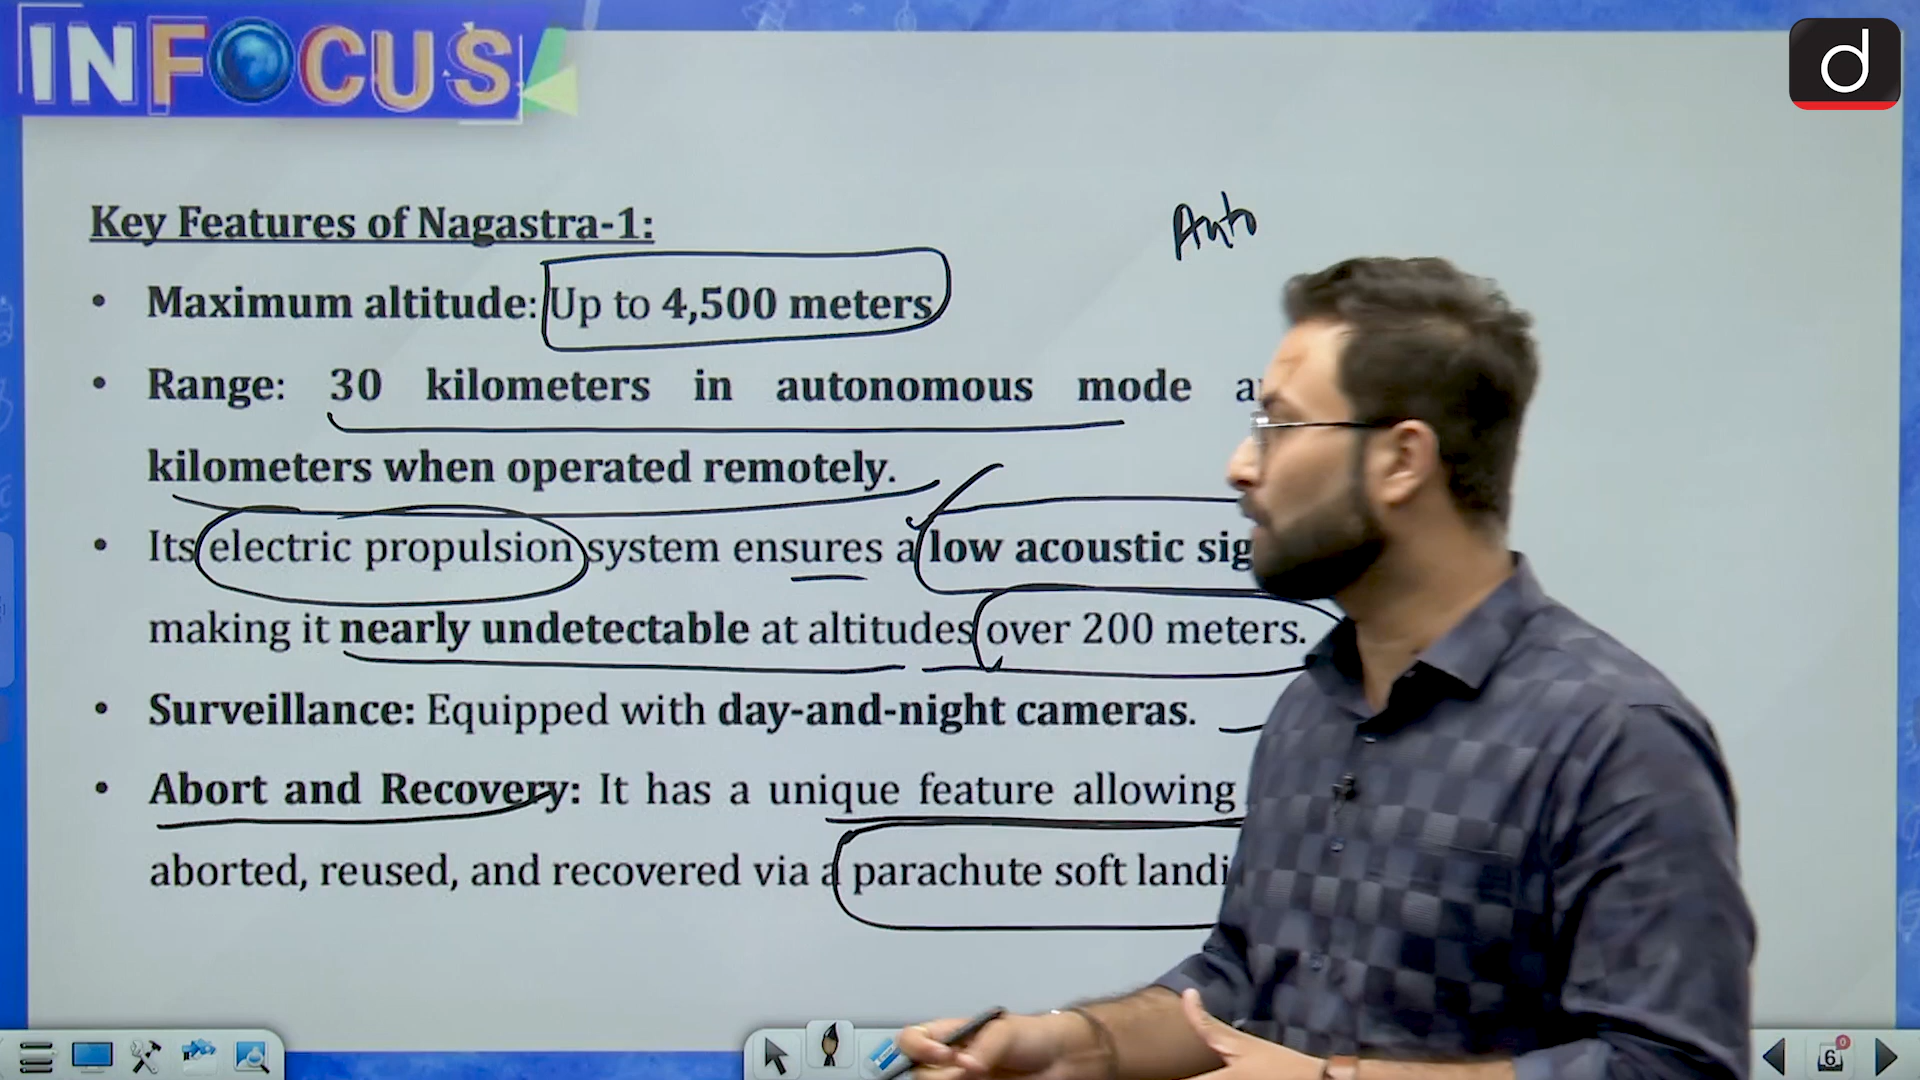 INFOCUS
d
Auto
Key Features of Nagastra-1:
• Maximum altitude: Up to 4,500 meters
• Range: 30 kilometers in autonomous mode
kilometers when operated remotely.
• Its electric propulsion system ensures a low acoustic
making it nearly undetectable at altitudes over 200 meters.
• Surveillance: Equipped with day-and-night cameras.
• Abort and Recovery: It has a unique feature allowing
aborted, reused, and recovered via a parachute soft
6
0